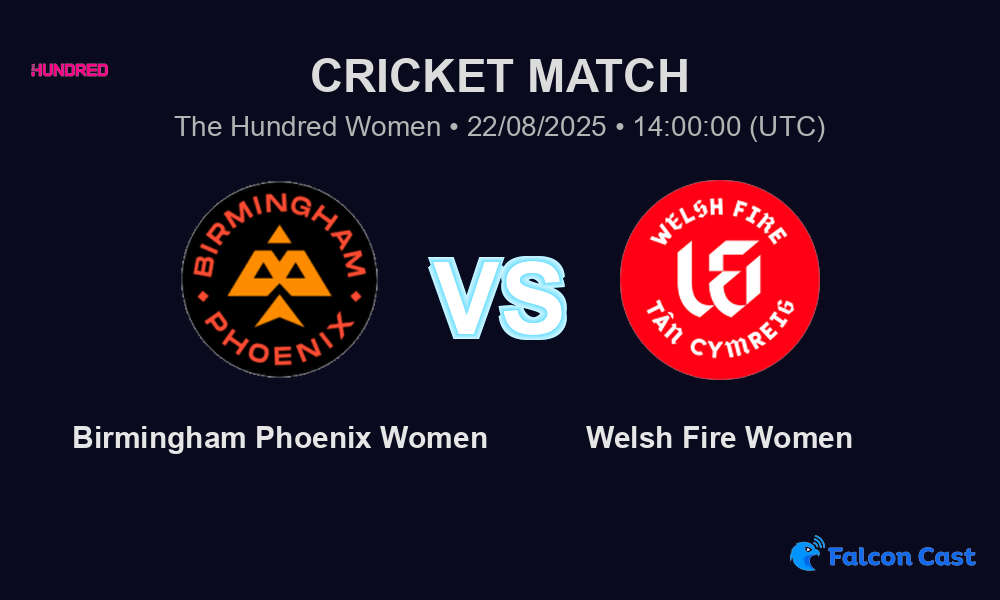 HUNDRED
CRICKET MATCH
The Hundred Women • 22/08/2025 • 14:00:00 (UTC)
BIRMINGHAM
PHOENIX
VS
WELSH FIRE
TÂN CYMREIG
Birmingham Phoenix Women
Welsh Fire Women
Falcon Cast